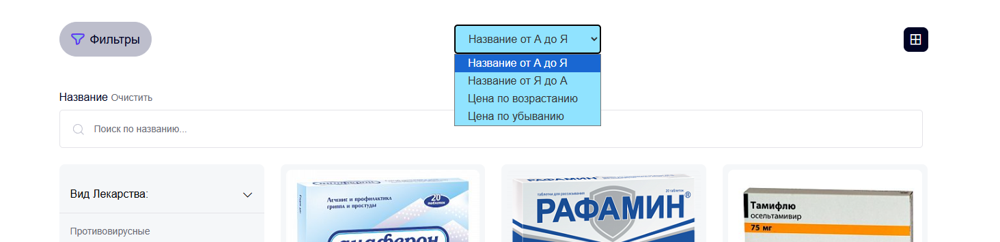 Фильтры
Название от А до Я
Название от А до Я
Название от Я до А
Цена по возрастанию
Цена по убыванию
Название Очистить
Поиск по названию...
Вид Лекарства:
Противовирусные
анаферон
Лечение и профилактика
гриппа и простуды
20
таблеток
анаферон
РАФАМИН
20 таблеток
таблетки для рассасывания
РАФАМИН®
Тамифлю
осельтамивир
75 мг